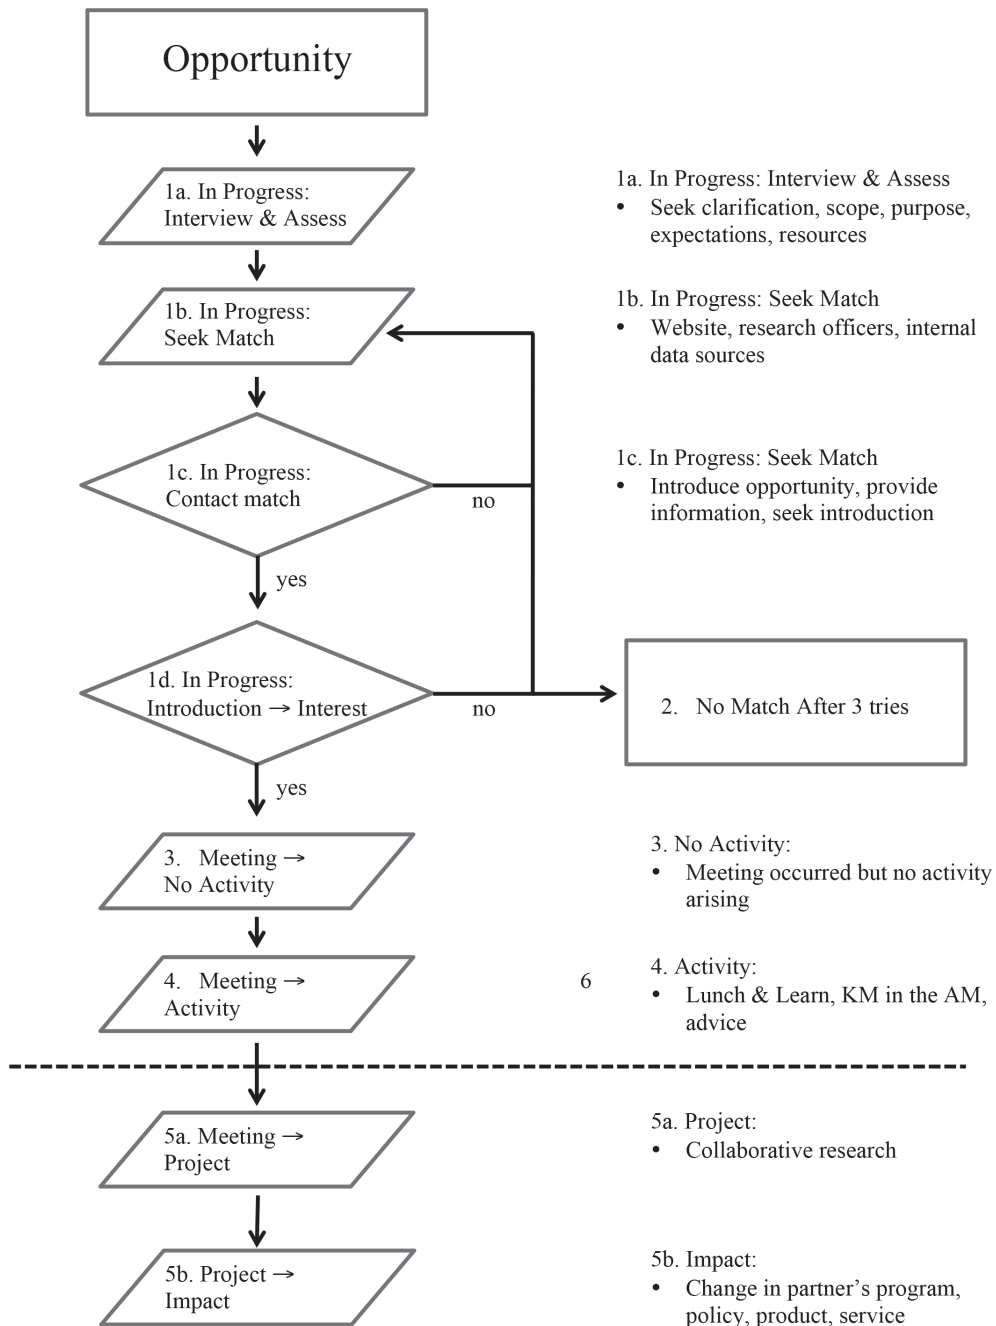 Opportunity
1a. In Progress:
Interview & Assess
1a. In Progress: Interview & Assess
• Seek clarification, scope, purpose,
expectations, resources
1b. In Progress:
Seek Match
1b. In Progress: Seek Match
• Website, research officers, internal
data sources
1c. In Progress:
Contact match
no
1c. In Progress: Seek Match
• Introduce opportunity, provide
information, seek introduction
yes
1d. In Progress:
Introduction → Interest
no
2. No Match After 3 tries
yes
3. Meeting →
No Activity
3. No Activity:
• Meeting occurred but no activity
arising
4. Meeting →
Activity
6
4. Activity:
• Lunch & Learn, KM in the AM,
advice
5a. Meeting →
Project
5a. Project:
• Collaborative research
5b. Project →
Impact
5b. Impact:
• Change in partner’s program,
policy, product, service